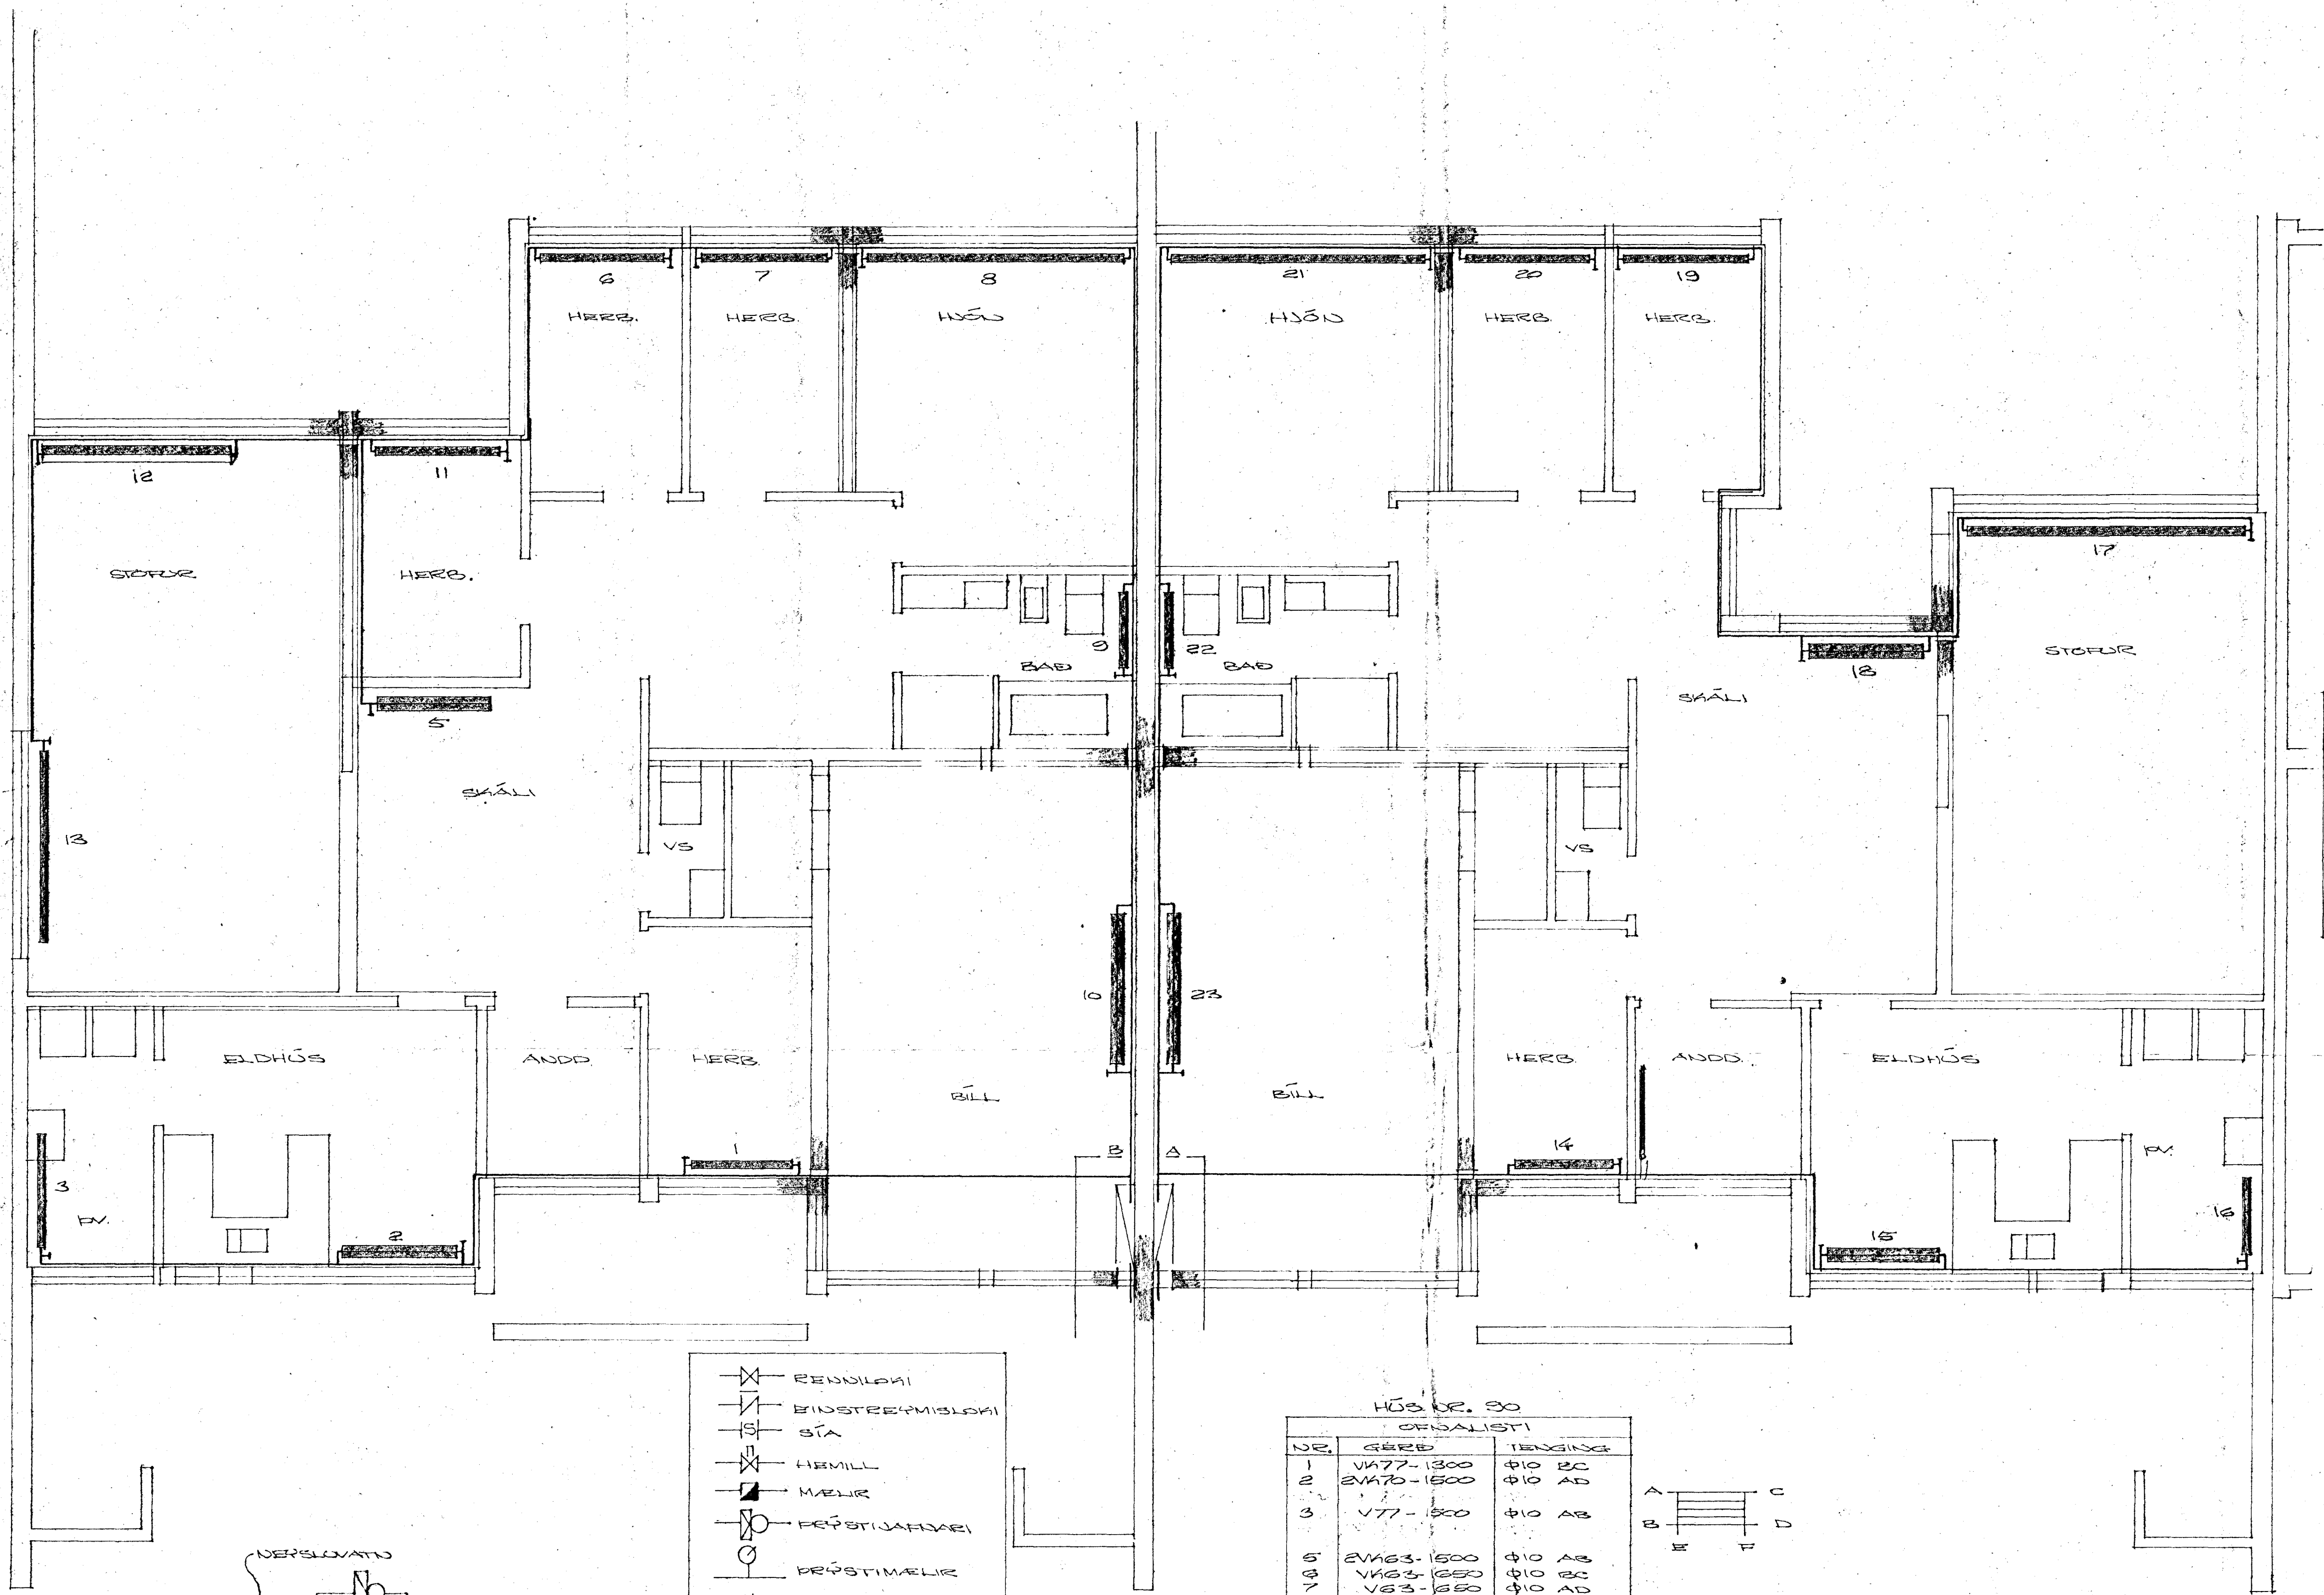 6 7 8 21 20 19
HERB. HERB. HJÓN HJÓN HERB. HERB.
12 11 17
STOFUR HERB. 9 22 STOFUR
BAÐ BAÐ 18
5 SKÁLI
SKÁLI
13 VS VS
10 23
ELDHÚS ANDD. HERB. HERB. ANDD. ELDHÚS
BÍLL BÍLL
1 B A 14 ÞV.
3
ÞV. 2 15 16
RENNILOKI
EINSTREYMISLOKI
S SÍA
HEMILL
MÆLIR
ÞRÝSTIJAFNARI
ÞRÝSTIMÆLIR
NEYSLUVATN
HÚS NR. 90
OFNALISTI
NR. GERÐ TENGING
1 VK77-1300 Φ10 BC
2 2VK70-1500 Φ10 AD
3 V77-1500 Φ10 AB
5 2VK63-1500 Φ10 AB
6 VK63-1650 Φ10 BC
7 V63-1650 Φ10 AD
A C
B D
E F